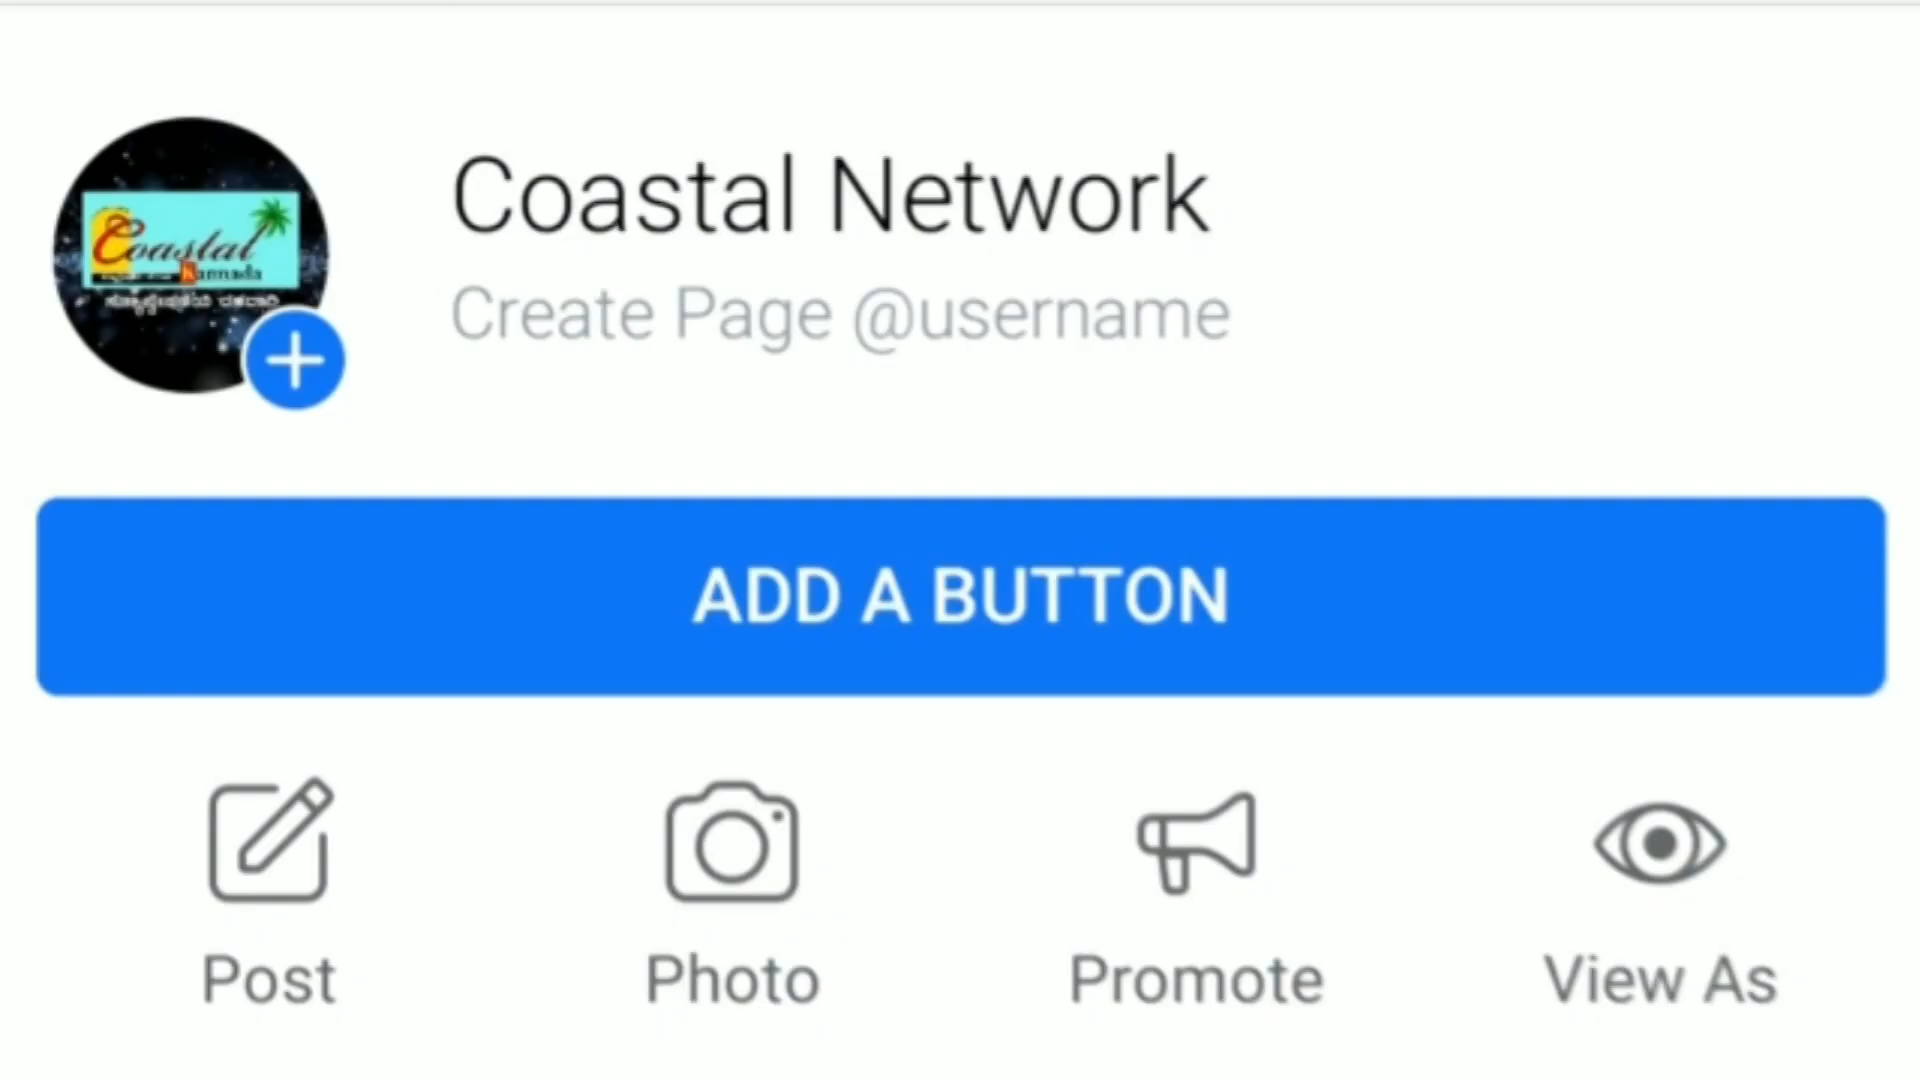 Coastal Network
Create Page @username
Coastal
Kannada
ADD A BUTTON
Post
Photo
Promote
View As